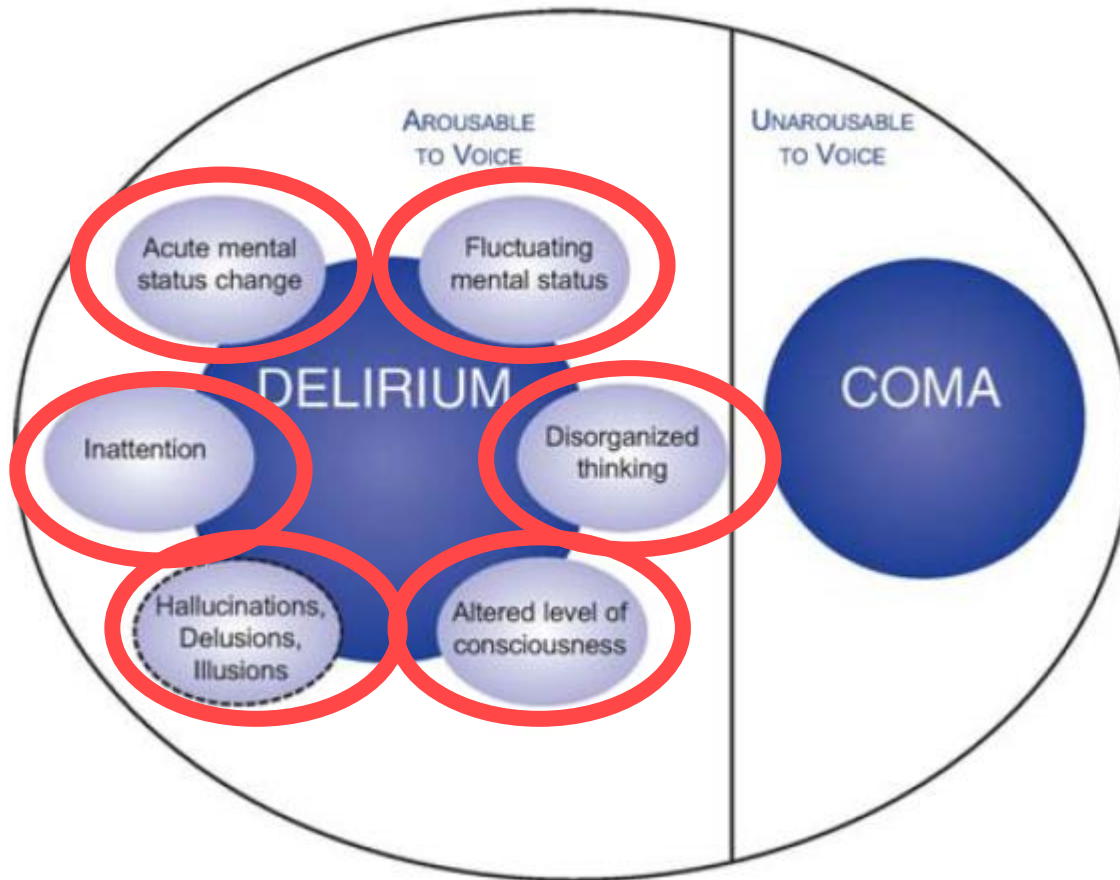 AROUSABLE
TO VOICE
UNAROUSABLE
TO VOICE
Acute mental
status change
Fluctuating
mental status
DELIRIUM
COMA
Inattention
Disorganized
thinking
Hallucinations,
Delusions,
Illusions
Altered level of
consciousness